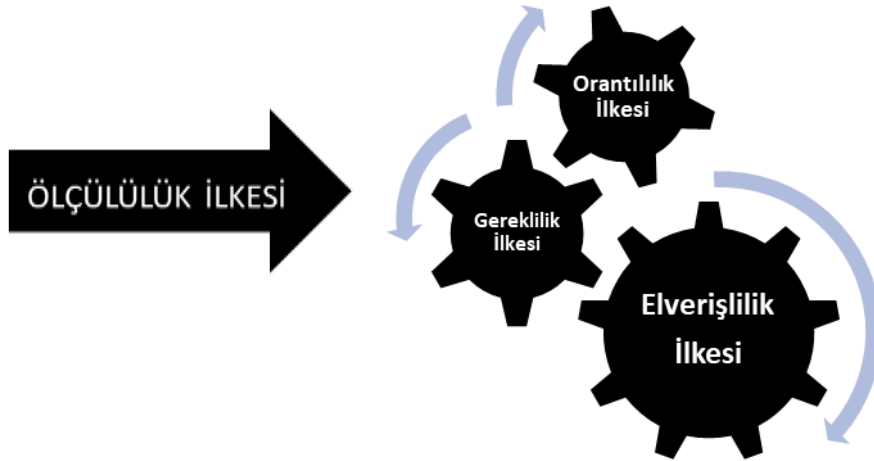 ÖLÇÜLÜLÜK İLKESİ
Orantılılık
İlkesi
Gereklilik
İlkesi
Elverişlilik
İlkesi